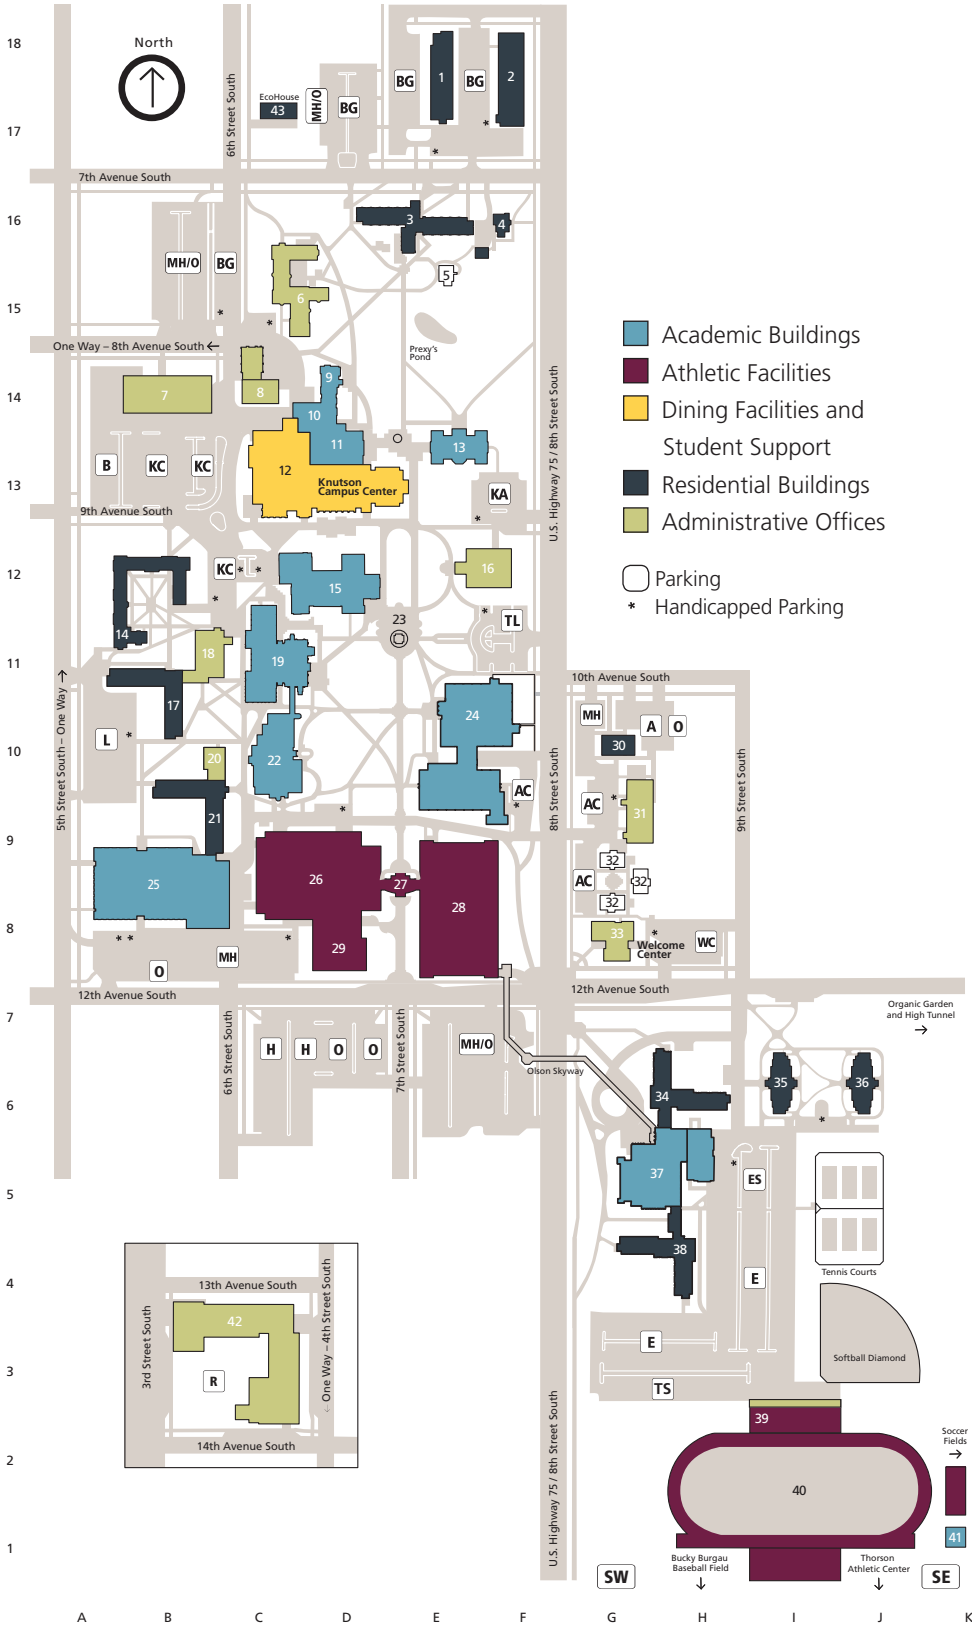 18
North
1
2
BG
BG
BG
MH/O
EcoHouse
43
6th Street South
17
*
*
7th Avenue South
16
3
4
MH/O
BG
5
6
15
*
*
One Way – 8th Avenue South ←
Prexy's
Pond
Academic Buildings
Athletic Facilities
Dining Facilities and
Student Support
Residential Buildings
Administrative Offices
Parking
* Handicapped Parking
9
14
7
8
10
11
13
U.S. Highway 75 / 8th Street South
B
KC
KC
12
Knutson
Campus Center
13
KA
9th Avenue South
*
12
KC
*
*
15
16
*
23
*
TL
14
11
18
19
10th Avenue South
5th Street South – One Way →
17
24
MH
A
O
L
*
10
30
20
22
AC
*
AC
*
31
8th Street South
9th Street South
21
*
9
25
26
27
28
32
32
32
AC
8
29
33
*
Welcome
Center
WC
*
*
*
O
MH
12th Avenue South
12th Avenue South
7
Organic Garden
and High Tunnel
→
6th Street South
H
H
O
O
7th Street South
MH/O
Olson Skyway
35
36
34
6
*
37
*
ES
5
38
Tennis Courts
4
13th Avenue South
E
42
3rd Street South
One Way – 4th Street South
←
E
3
R
Softball Diamond
TS
14th Avenue South
39
2
U.S. Highway 75 / 8th Street South
Soccer
Fields
→
40
41
1
SW
Bucky Burgau
Baseball Field
↓
Thorson
Athletic Center
↓
SE
A
B
C
D
E
F
G
H
I
J
K